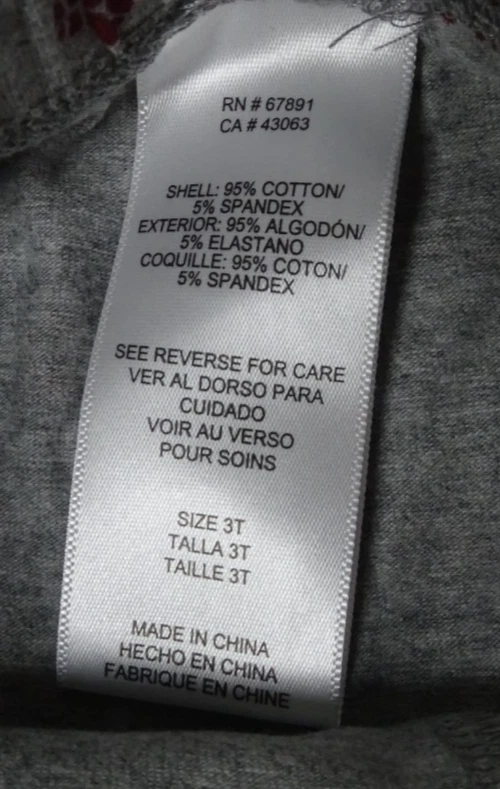 RN # 67891
CA # 43063
SHELL: 95% COTTON/
5% SPANDEX
EXTERIOR: 95% ALGODÓN/
5% ELASTANO
COQUILLE: 95% COTON/
5% SPANDEX
SEE REVERSE FOR CARE
VER AL DORSO PARA
CUIDADO
VOIR AU VERSO
POUR SOINS
SIZE 3T
TALLA 3T
TAILLE 3T
MADE IN CHINA
HECHO EN CHINA
FABRIQUE EN CHINE